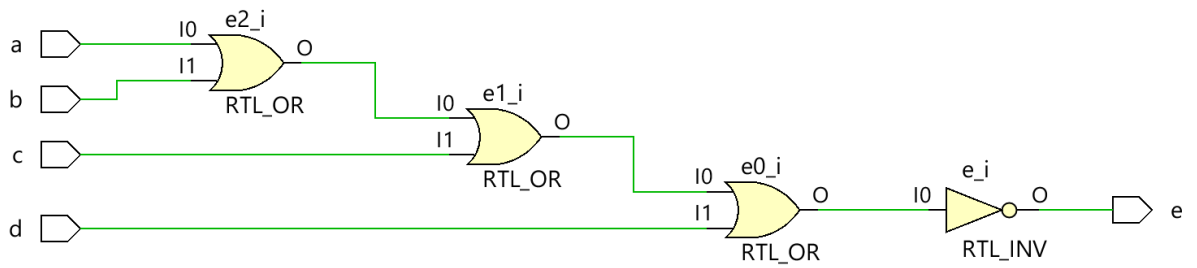 a
I0
e2_i
O
I1
b
RTL_OR
I0
e1_i
O
I1
c
RTL_OR
I0
e0_i
O
I1
d
RTL_OR
I0
e_i
O
RTL_INV
e